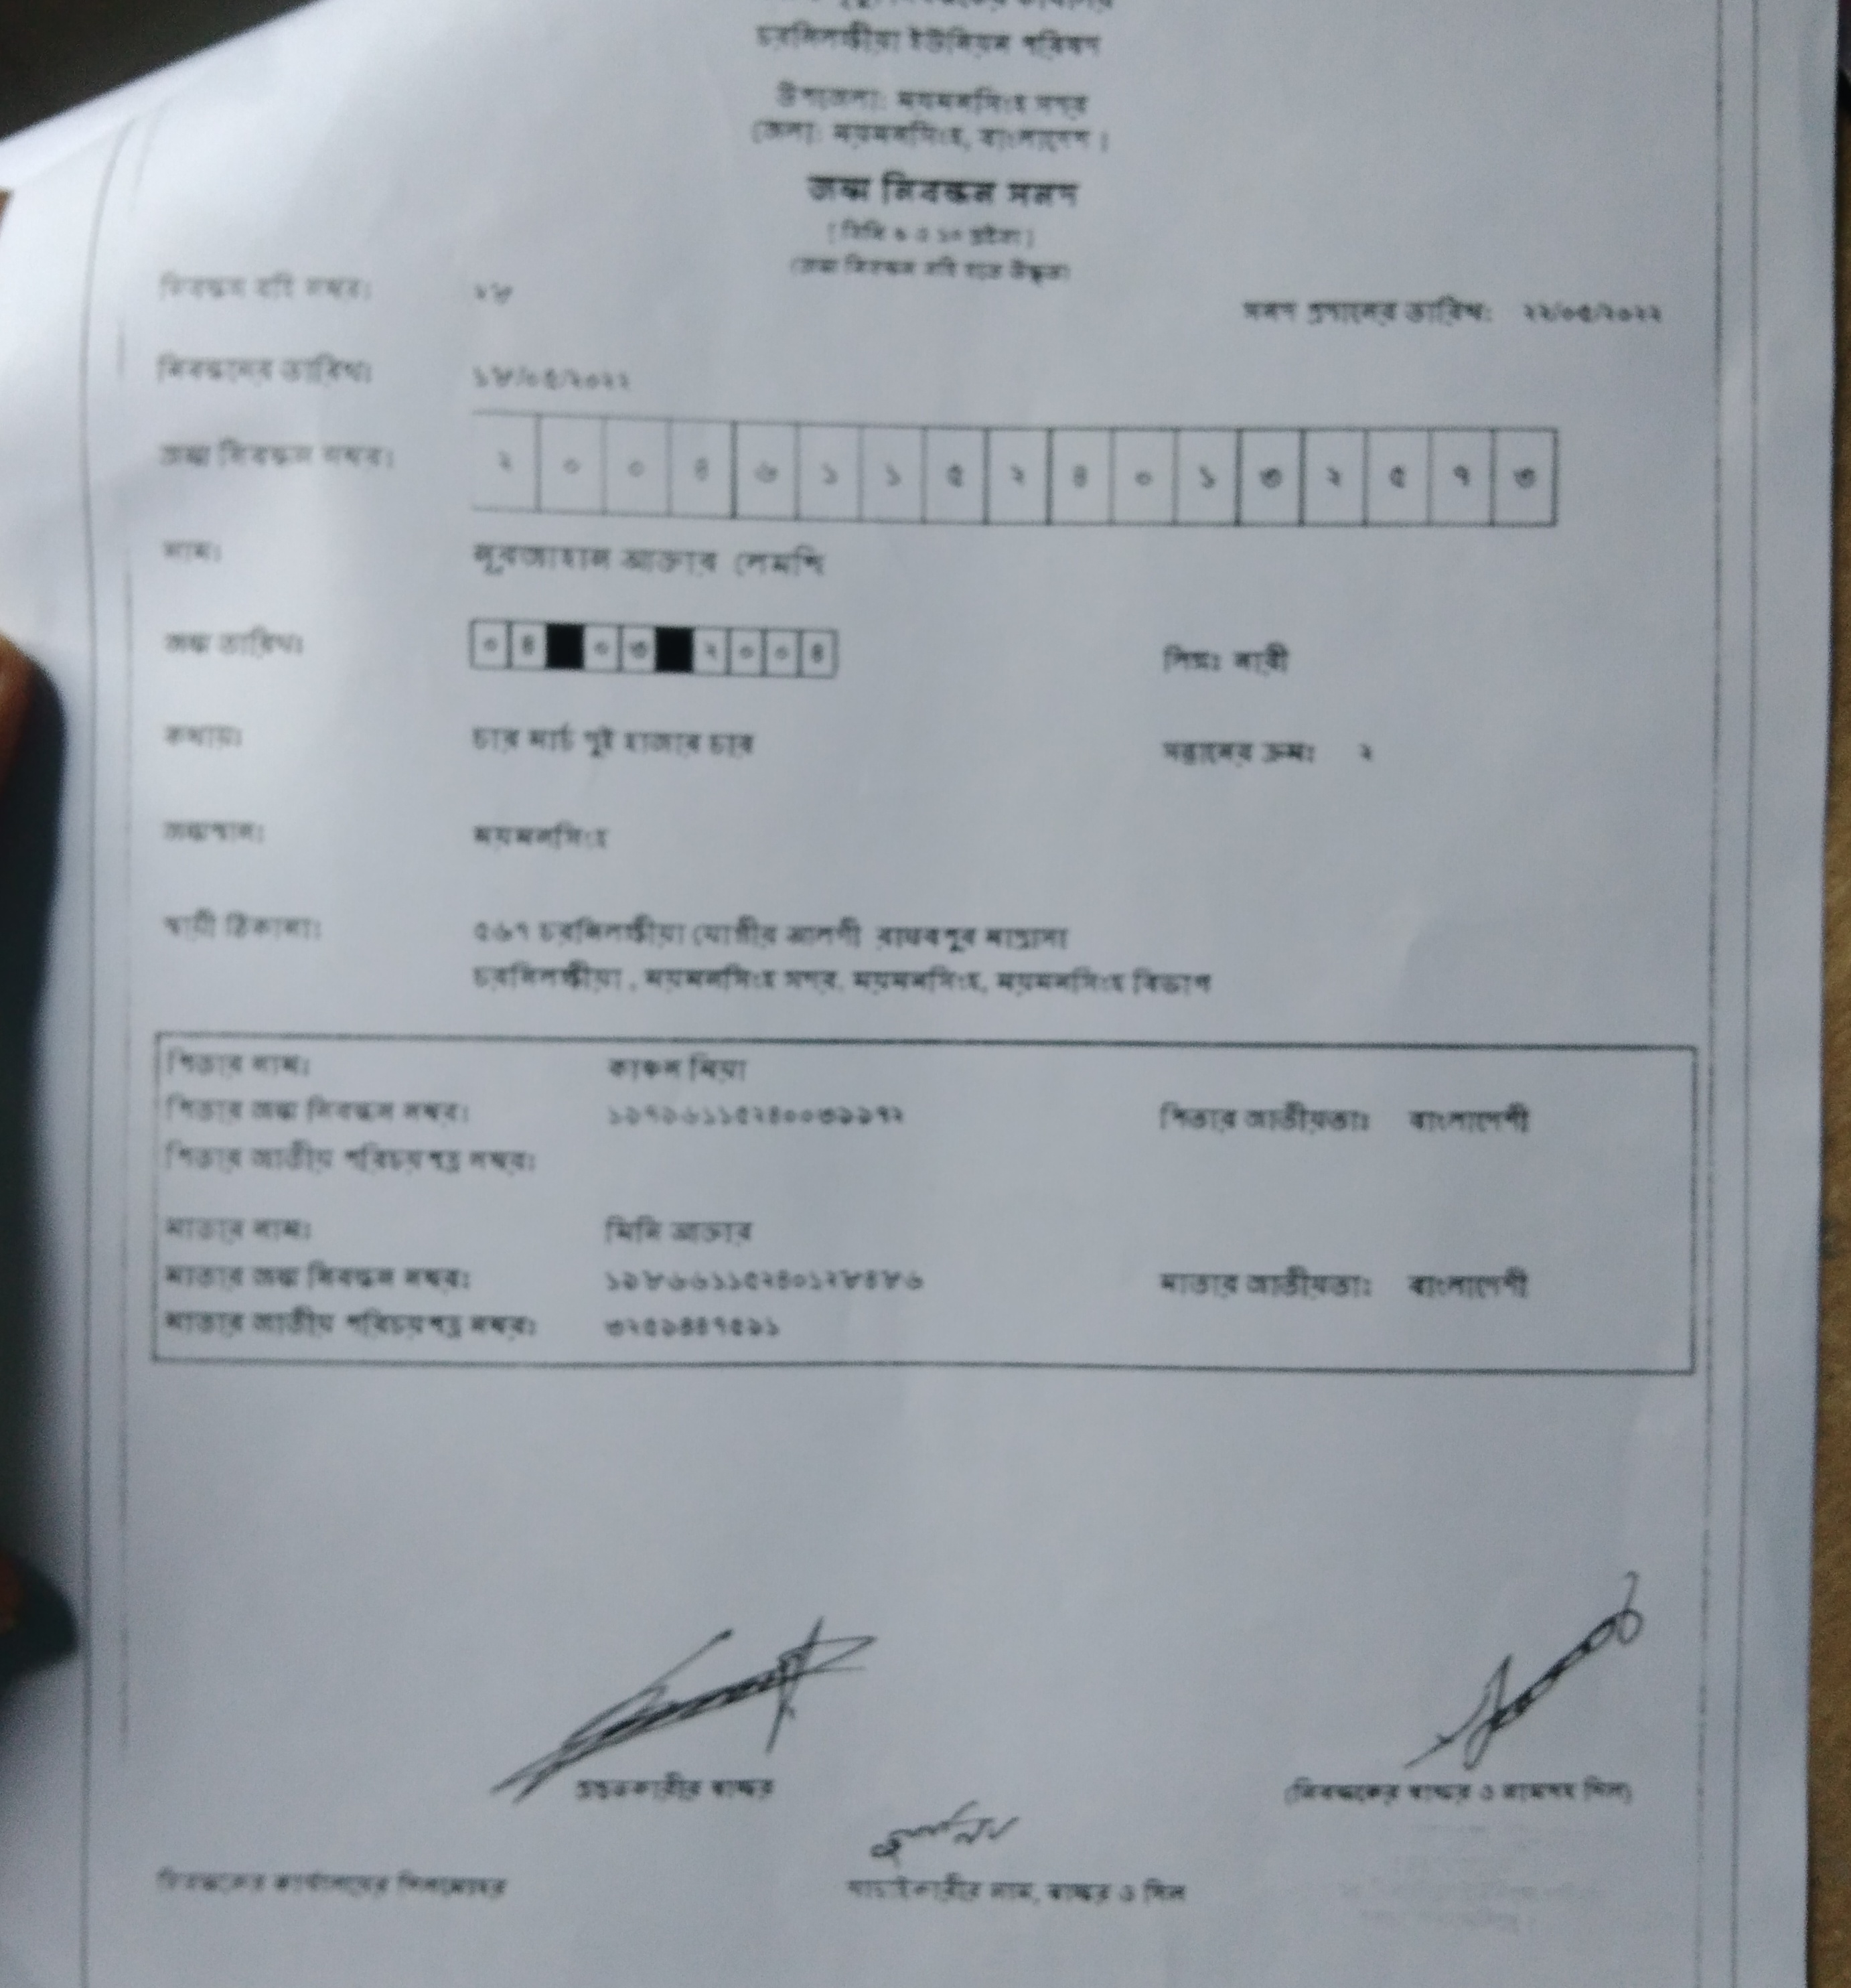 চরনিলক্ষীয়া ইউনিয়ন পরিষদ
উপজেলা: ময়মনসিংহ সদর
জেলা: ময়মনসিংহ, বাংলাদেশ।
জন্ম নিবন্ধন সনদ
(বিধি ৯ ও ১০ দ্রষ্টব্য)
(জন্ম নিবন্ধন বহি হতে উদ্ধৃত)
নিবন্ধন বহি নম্বর: ২৮
সনদ প্রদানের তারিখ: ২২/০৫/২০২২
নিবন্ধনের তারিখ: ১৮/০৫/২০২২
জন্ম নিবন্ধন নম্বর: ২ ০ ০ ৪ ৬ ১ ১ ৫ ২ ৪ ০ ১ ৩ ২ ৫ ৭ ৩
নাম: নূরজাহান আক্তার
জন্ম তারিখ: ০ ৪ ০ ৩ ২ ০ ০ ৪ লিঙ্গ: নারী
কথায়: চার মার্চ দুই হাজার চার সন্তানের ক্রম: ২
জন্মস্থান: ময়মনসিংহ
স্থায়ী ঠিকানা: ৫৬৭ চরনিলক্ষীয়া রাঘবপুর
চরনিলক্ষীয়া , ময়মনসিংহ সদর, ময়মনসিংহ, ময়মনসিংহ বিভাগ
পিতার নাম: কাঞ্চন মিয়া
পিতার জন্ম নিবন্ধন নম্বর: ১৯৭৯৬১১৫২৪০০৩৯৯৭২ পিতার জাতীয়তা: বাংলাদেশী
পিতার জাতীয় পরিচয়পত্র নম্বর:
মাতার নাম: মিনি আক্তার
মাতার জন্ম নিবন্ধন নম্বর: ১৯৮৬৬১১৫২৪০১২৮৪৮৬ মাতার জাতীয়তা: বাংলাদেশী
মাতার জাতীয় পরিচয়পত্র নম্বর: ৩২৫৯৪৪৭৫৯১
প্রস্তুতকারীর স্বাক্ষর
(নিবন্ধকের স্বাক্ষর ও নামসহ সিল)
নিবন্ধকের কার্যালয়ের সিলমোহর
যাচাইকারীর নাম, স্বাক্ষর ও সিল